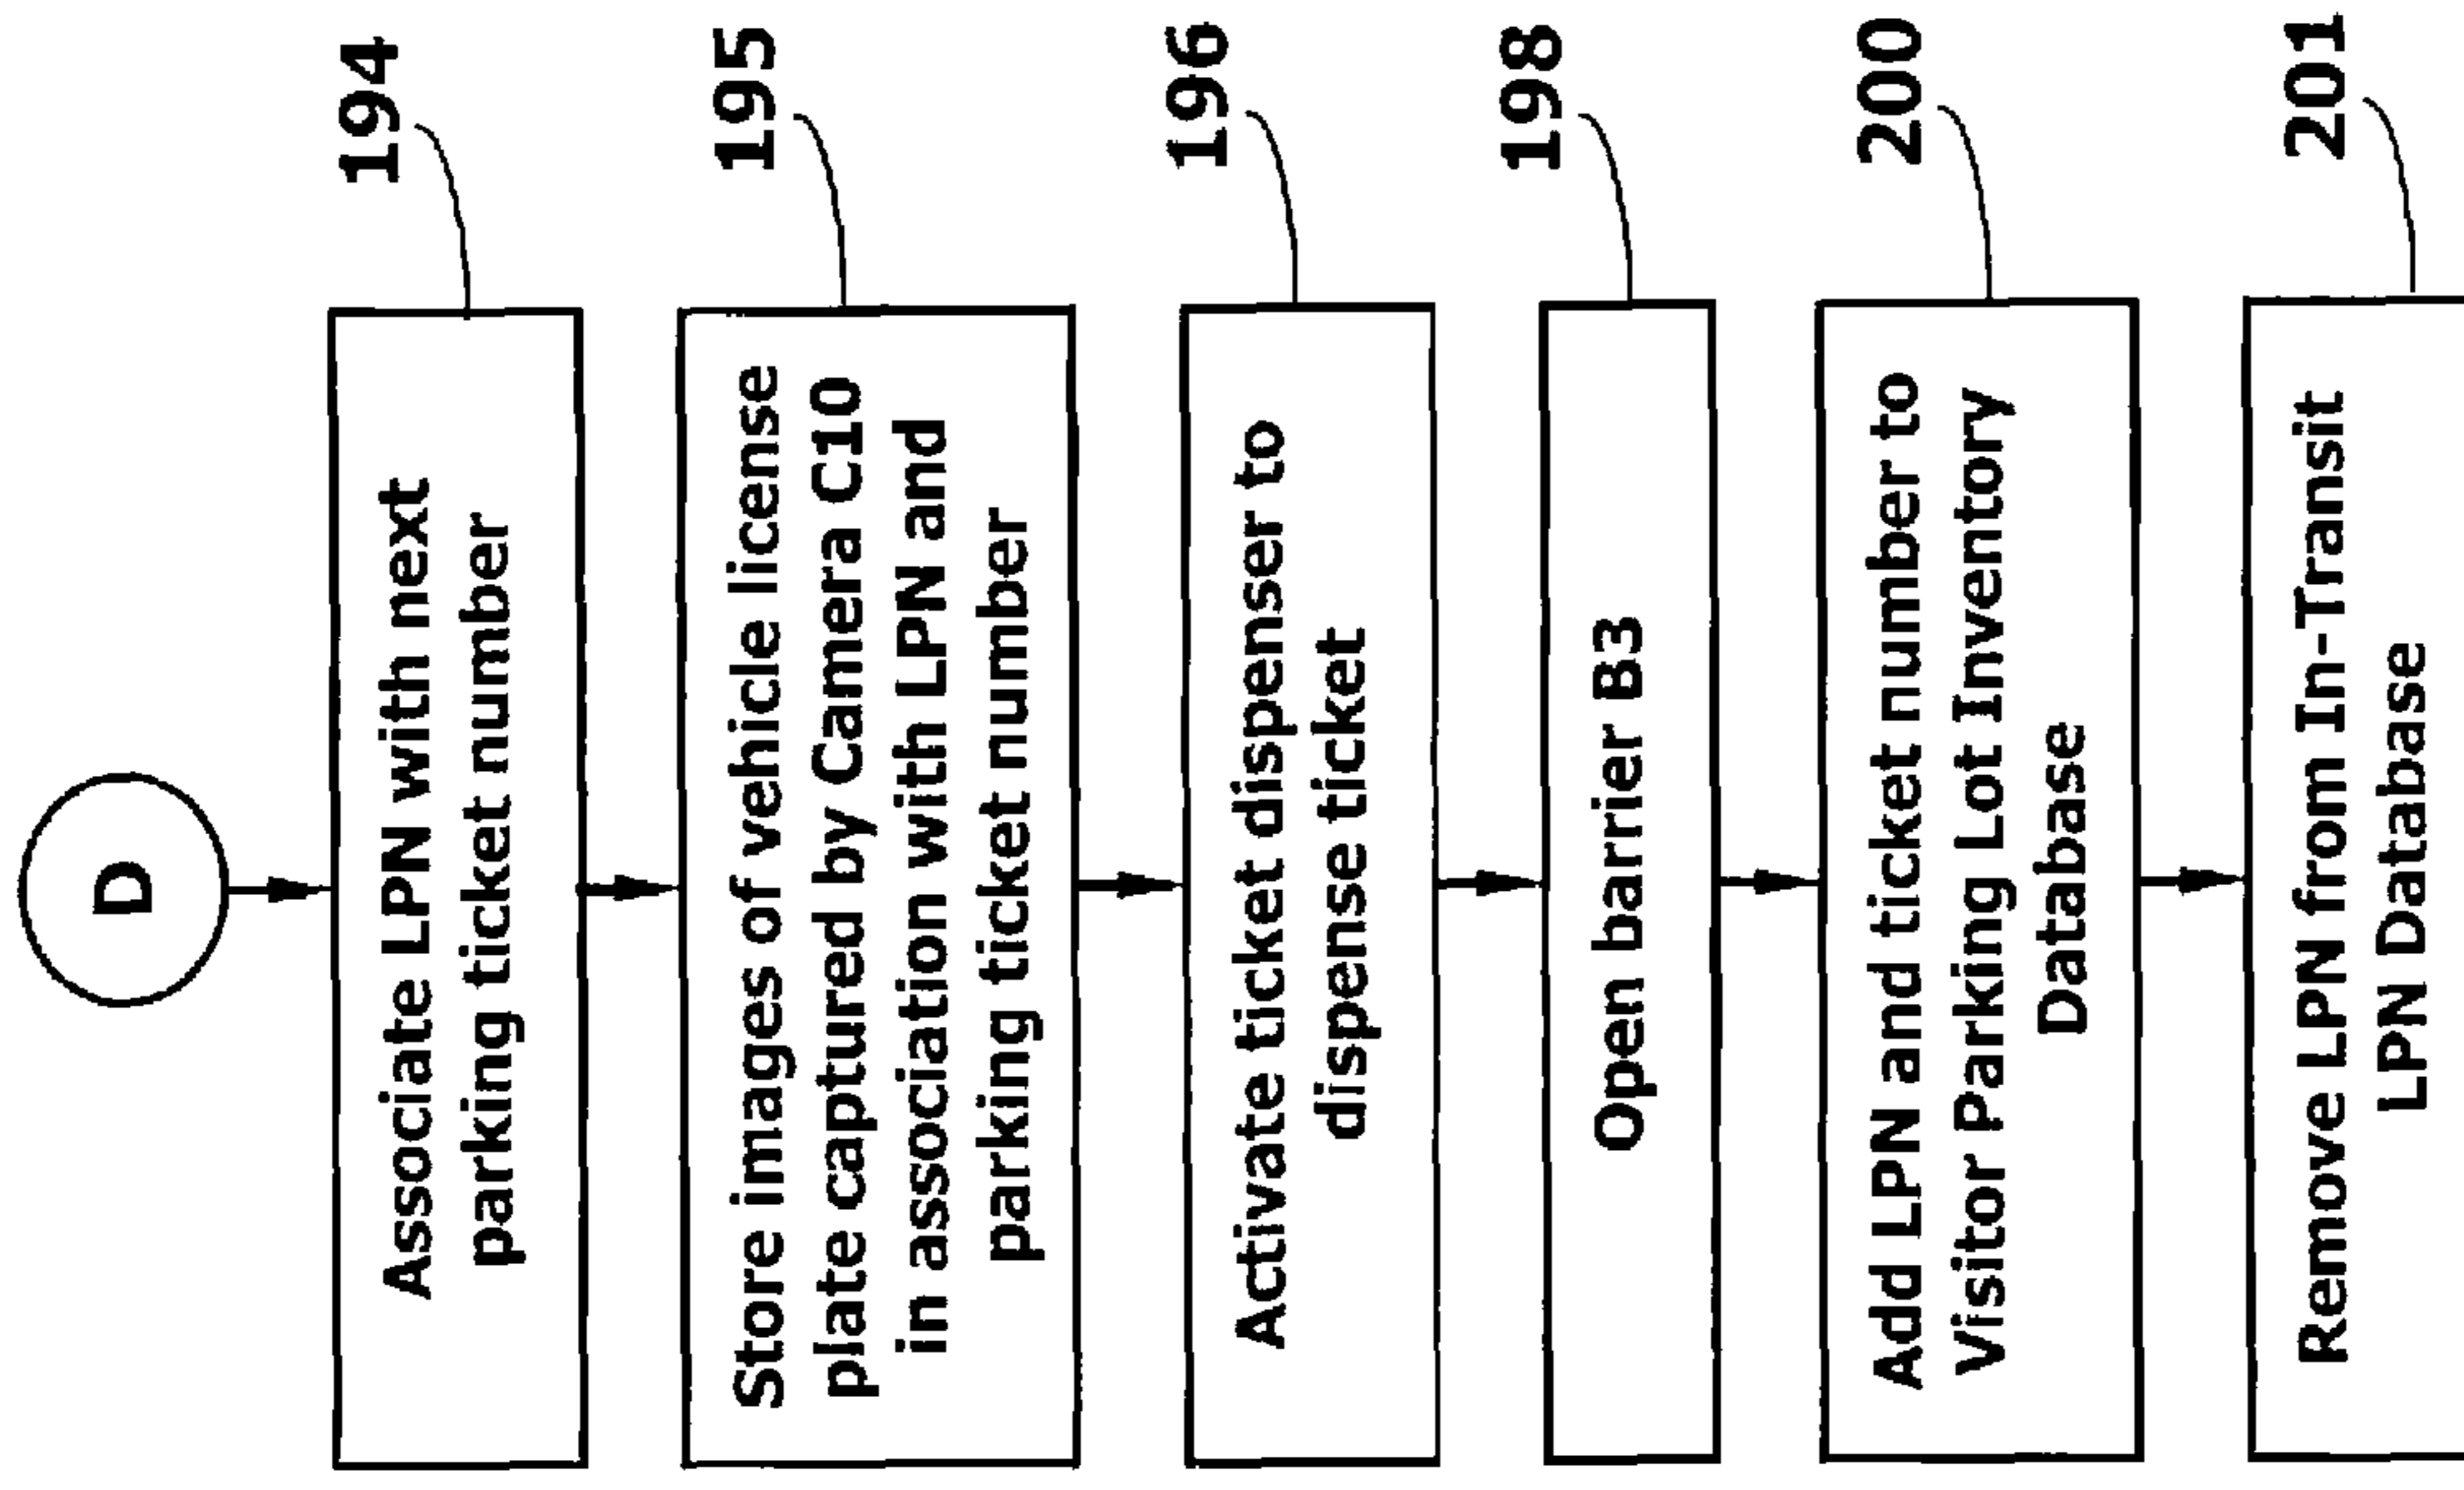 D
194
Associate LPN with next
parking ticket number
195
Store images of vehicle license
plate captured by Camera C10
in association with LPN and
parking ticket number
196
Activate ticket dispenser to
dispense ticket
198
Open barrier B3
200
Add LPN and ticket number to
Visitor Parking Lot Inventory
Database
201
Remove LPN from In-Transit
LPN Database